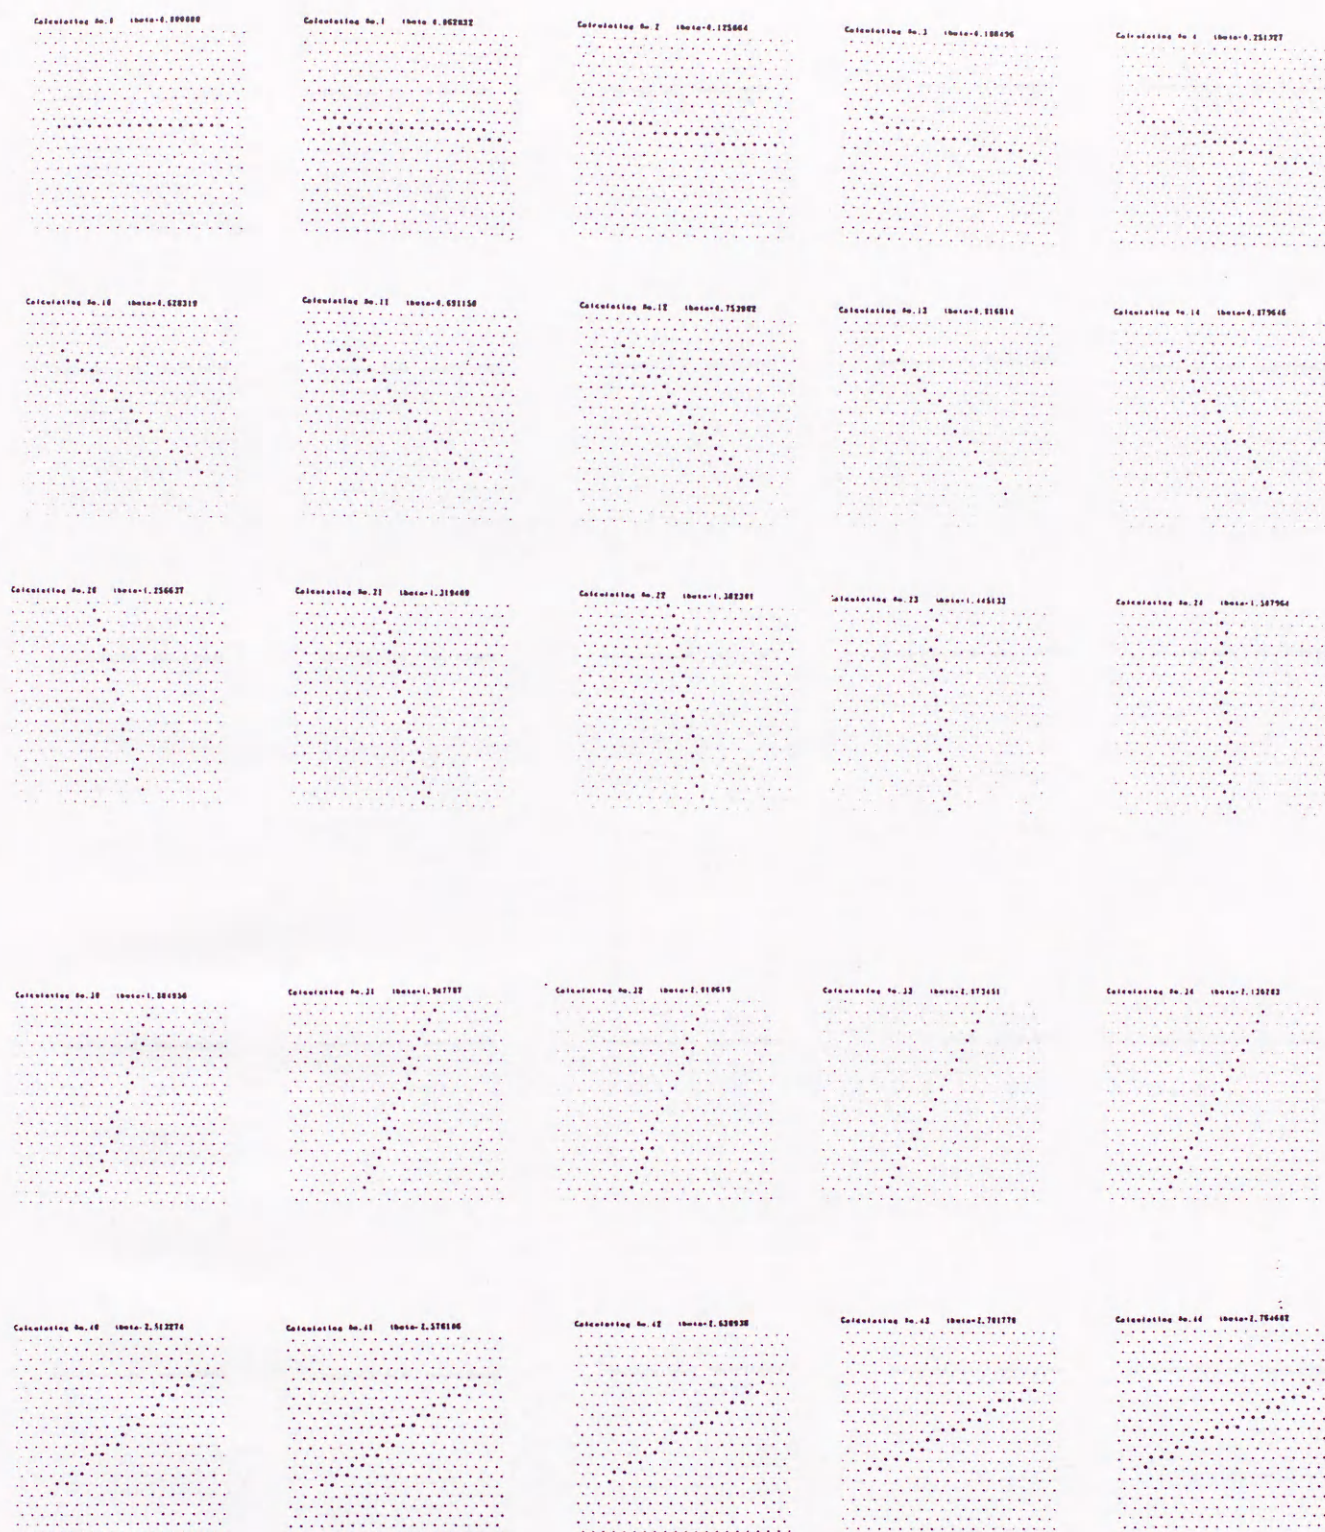 Calculating No.0 theta=0.000000
Calculating No.1 theta=0.062832
Calculating No.2 theta=0.125664
Calculating No.3 theta=0.188496
Calculating No.4 theta=0.251327
Calculating No.10 theta=0.628319
Calculating No.11 theta=0.691150
Calculating No.12 theta=0.753982
Calculating No.13 theta=0.816814
Calculating No.14 theta=0.879646
Calculating No.20 theta=1.256637
Calculating No.21 theta=1.319469
Calculating No.22 theta=1.382301
Calculating No.23 theta=1.445133
Calculating No.24 theta=1.507964
Calculating No.30 theta=1.884956
Calculating No.31 theta=1.947787
Calculating No.32 theta=2.010619
Calculating No.33 theta=2.073451
Calculating No.34 theta=2.136283
Calculating No.40 theta=2.513274
Calculating No.41 theta=2.576106
Calculating No.42 theta=2.638938
Calculating No.43 theta=2.701770
Calculating No.44 theta=2.764602